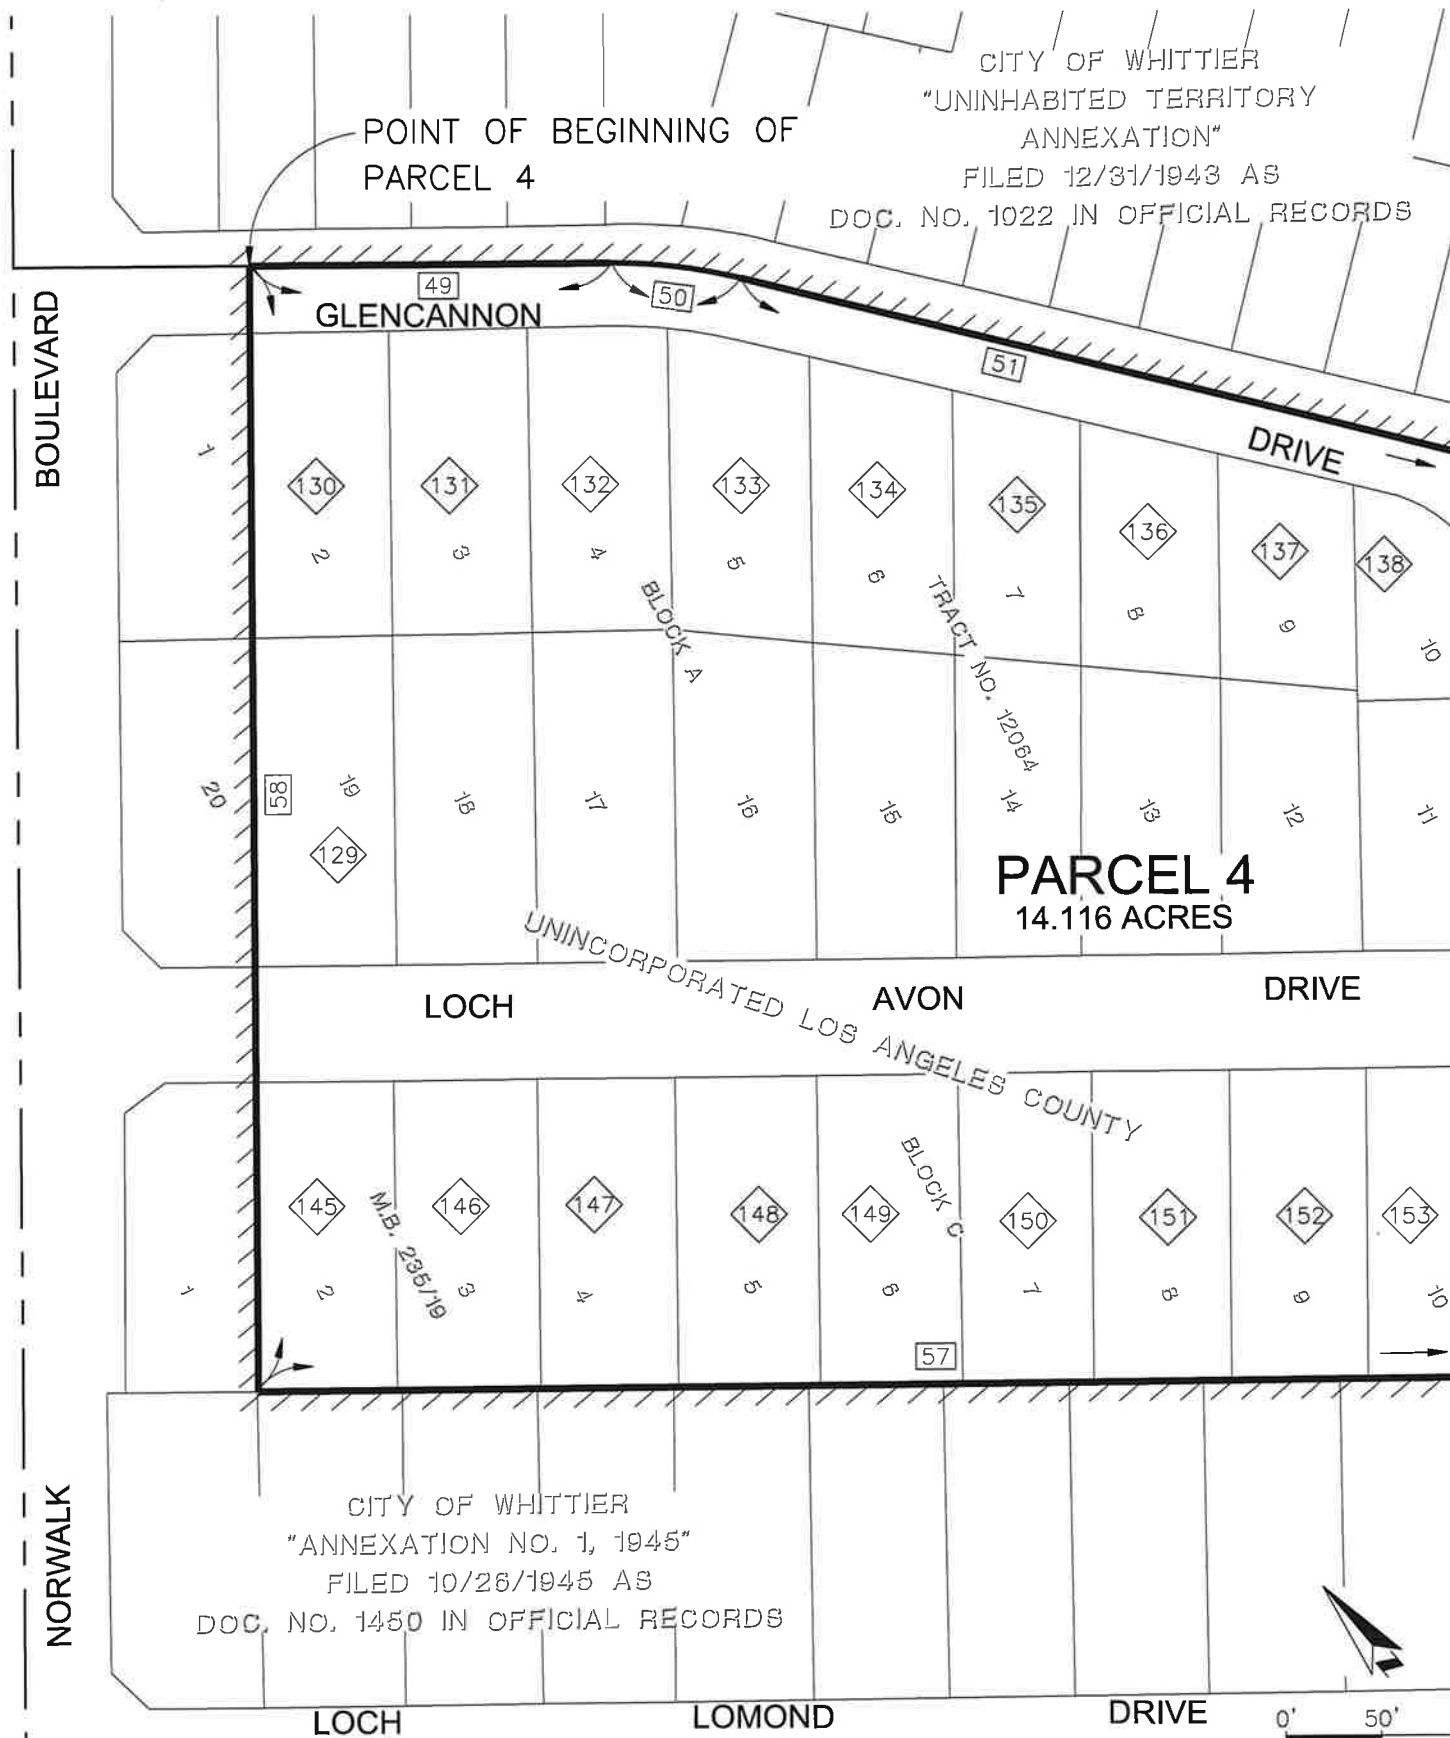 CITY OF WHITTIER
"UNINHABITED TERRITORY
ANNEXATION"
FILED 12/31/1943 AS
DOC. NO. 1022 IN OFFICIAL RECORDS
POINT OF BEGINNING OF
PARCEL 4
49
50
51
GLENCANNON
DRIVE
BOULEVARD
1
130
131
132
133
134
135
136
137
138
2
3
4
5
6
7
8
9
10
BLOCK A
TRACT NO. 12064
20
58
19
18
17
16
15
14
13
12
11
129
PARCEL 4
14.116 ACRES
UNINCORPORATED LOS ANGELES COUNTY
LOCH
AVON
DRIVE
145
146
147
148
149
150
151
152
153
M.B. 235/19
BLOCK C
1
2
3
4
5
6
7
8
9
10
57
NORWALK
CITY OF WHITTIER
"ANNEXATION NO. 1, 1945"
FILED 10/26/1945 AS
DOC. NO. 1450 IN OFFICIAL RECORDS
N
LOCH
LOMOND
DRIVE
0'
50'